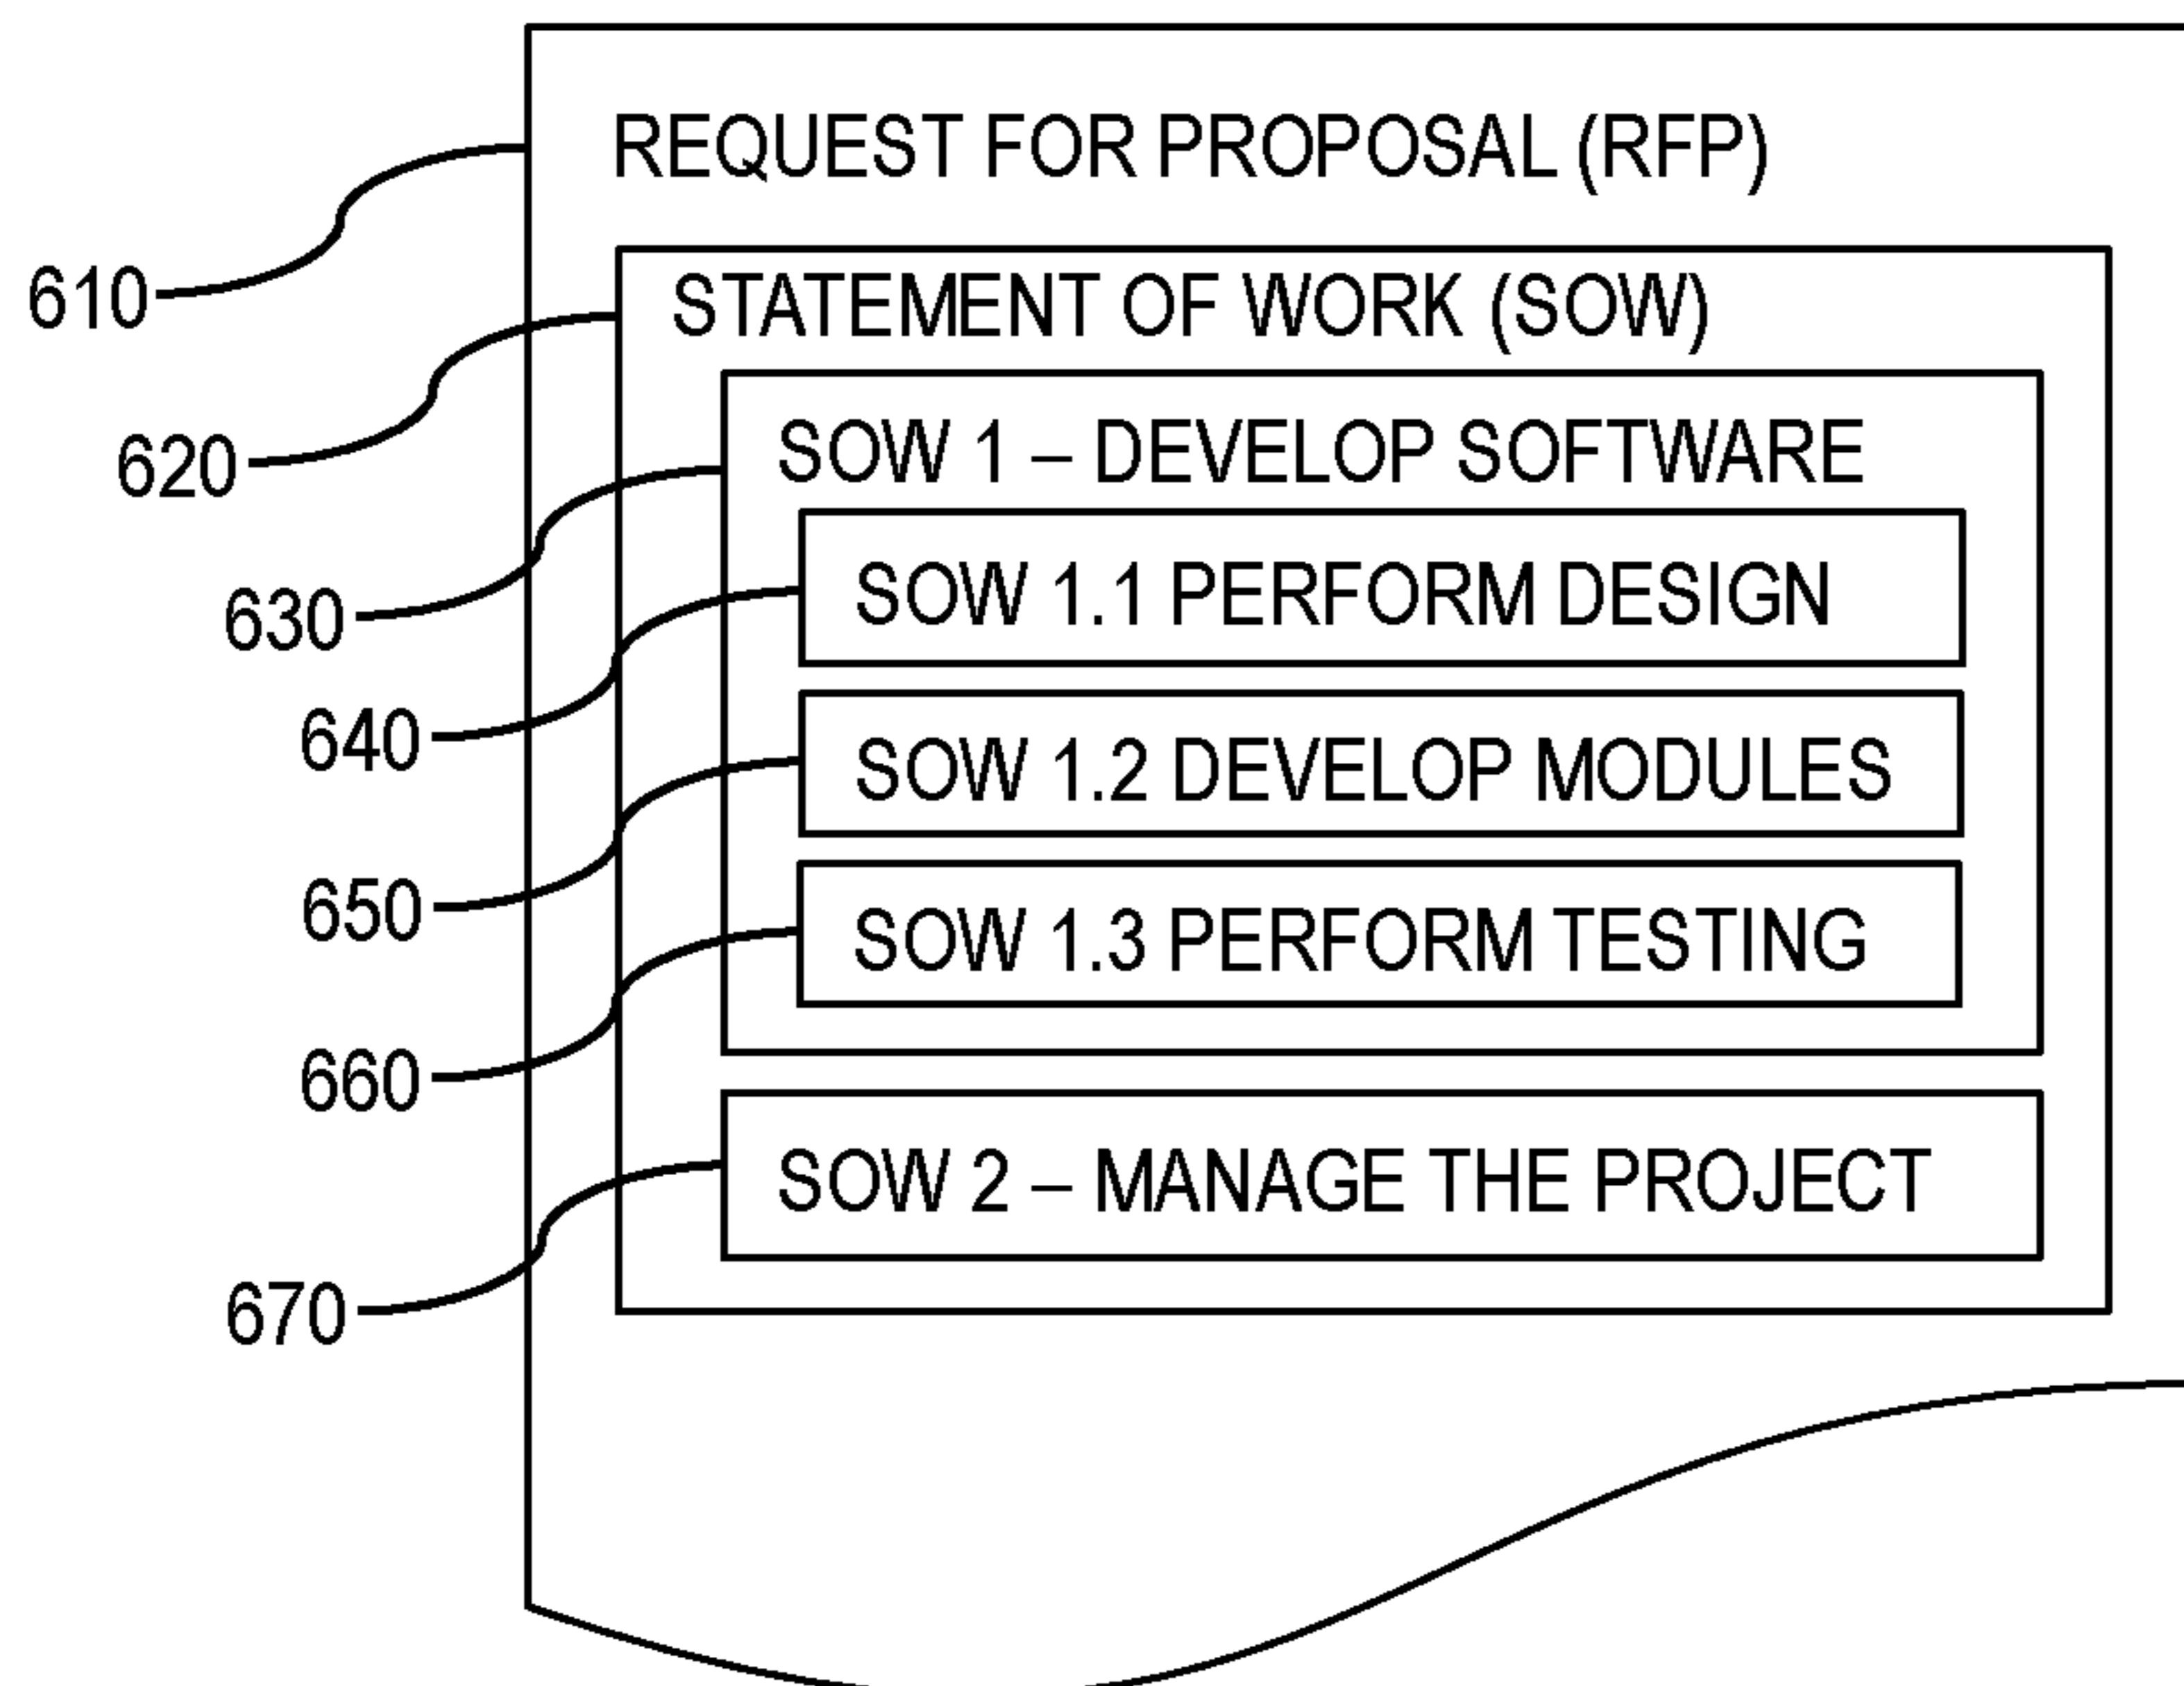 REQUEST FOR PROPOSAL (RFP)
610
STATEMENT OF WORK (SOW)
620
SOW 1 – DEVELOP SOFTWARE
630
SOW 1.1 PERFORM DESIGN
640
SOW 1.2 DEVELOP MODULES
650
SOW 1.3 PERFORM TESTING
660
SOW 2 – MANAGE THE PROJECT
670